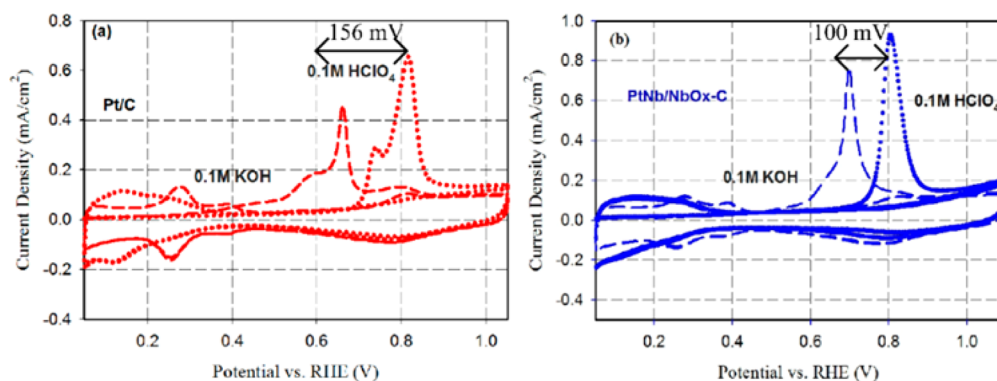 (a)
156 mV
0.1M HClO4
Pt/C
0.1M KOH
Current Density (mA/cm²)
0.8
0.6
0.4
0.2
0.0
-0.2
-0.4
0.2 0.4 0.6 0.8 1.0
Potential vs. RHE (V)
(b)
100 mV
PtNb/NbOx-C
0.1M HClO4
0.1M KOH
Current Density (mA/cm²)
1.0
0.8
0.6
0.4
0.2
0.0
-0.2
-0.4
0.2 0.4 0.6 0.8 1.0
Potential vs. RHE (V)